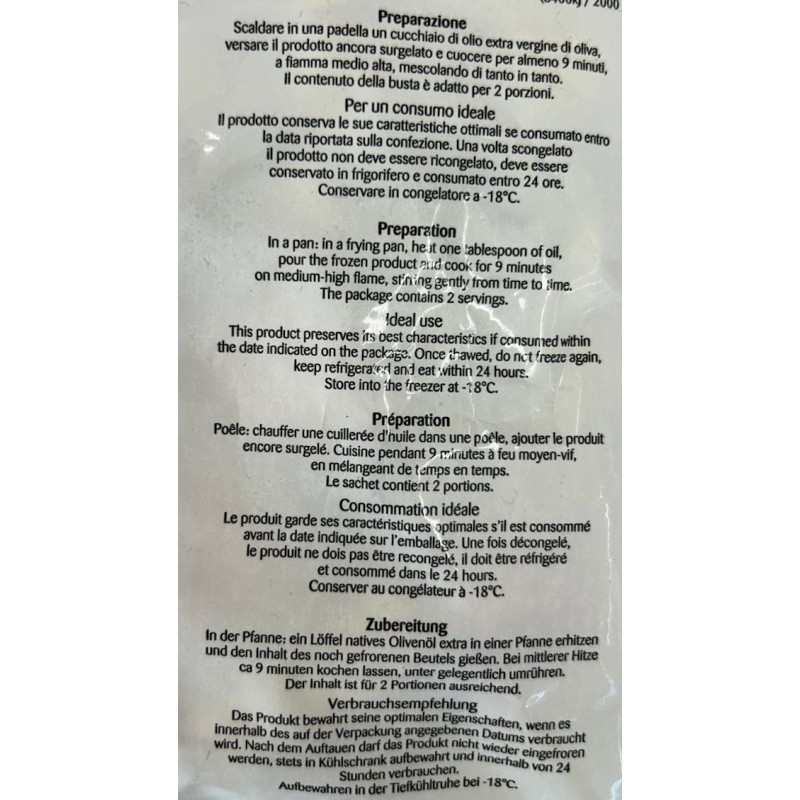 2000
Preparazione
Scaldare in una padella un cucchiaio di olio extra vergine di oliva,
versare il prodotto ancora surgelato e cuocere per almeno 9 minuti,
a fiamma medio alta, mescolando di tanto in tanto.
Il contenuto della busta è adatto per 2 porzioni.
Per un consumo ideale
Il prodotto conserva le sue caratteristiche ottimali se consumato entro
la data riportata sulla confezione. Una volta scongelato
il prodotto non deve essere ricongelato, deve essere
conservato in frigorifero e consumato entro 24 ore.
Conservare in congelatore a -18°C.
Preparation
In a pan: in a frying pan, heat one tablespoon of oil,
pour the frozen product and cook for 9 minutes
on medium-high flame, stirring gently from time to time.
The package contains 2 servings.
Ideal use
This product preserves its best characteristics if consumed within
the date indicated on the package. Once thawed, do not freeze again,
keep refrigerated and eat within 24 hours.
Store into the freezer at -18°C.
Préparation
Poêle: chauffer une cuillerée d'huile dans une poêle, ajouter le produit
encore surgelé. Cuisine pendant 9 minutes à feu moyen-vif,
en mélangeant de temps en temps.
Le sachet contient 2 portions.
Consommation idéale
Le produit garde ses caractéristiques optimales s'il est consommé
avant la date indiquée sur l'emballage. Une fois décongelé,
le produit ne dois pas être recongelé, il doit être réfrigéré
et consommé dans le 24 hours.
Conserver au congélateur à -18°C.
Zubereitung
In der Pfanne: ein Löffel natives Olivenöl extra in einer Pfanne erhitzen
und den Inhalt des noch gefrorenen Beutels gießen. Bei mittlerer Hitze
ca 9 minuten kochen lassen, unter gelegentlich umrühren.
Der Inhalt ist für 2 Portionen ausreichend.
Verbrauchsempfehlung
Das Produkt bewahrt seine optimalen Eigenschaften, wenn es
innerhalb des auf der Verpackung angegebenen Datums verbraucht
wird. Nach dem Auftauen darf das Produkt nicht wieder eingefroren
werden, stets in Kühlschrank aufbewahrt und innerhalb von 24
Stunden verbrauchen.
Aufbewahren in der Tiefkühltruhe bei -18°C.